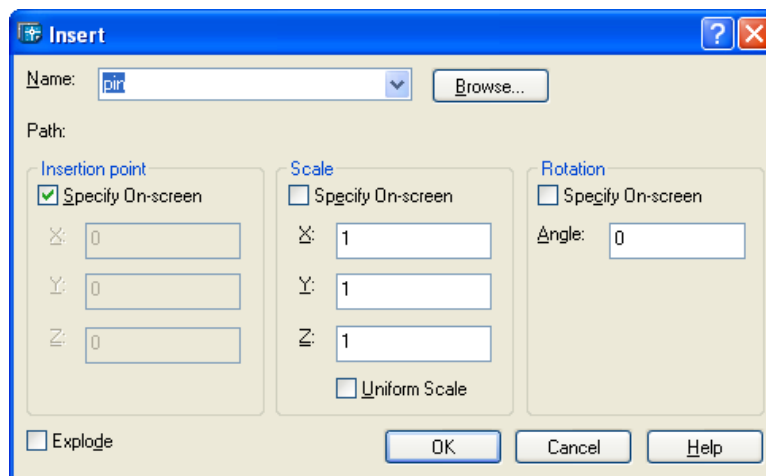 Insert
Name: pin Browse...
Path:
Insertion point Scale Rotation
Specify On-screen Specify On-screen Specify On-screen
X: 0 X: 1 Angle: 0
Y: 0 Y: 1
Z: 0 Z: 1
Uniform Scale
Explode OK Cancel Help